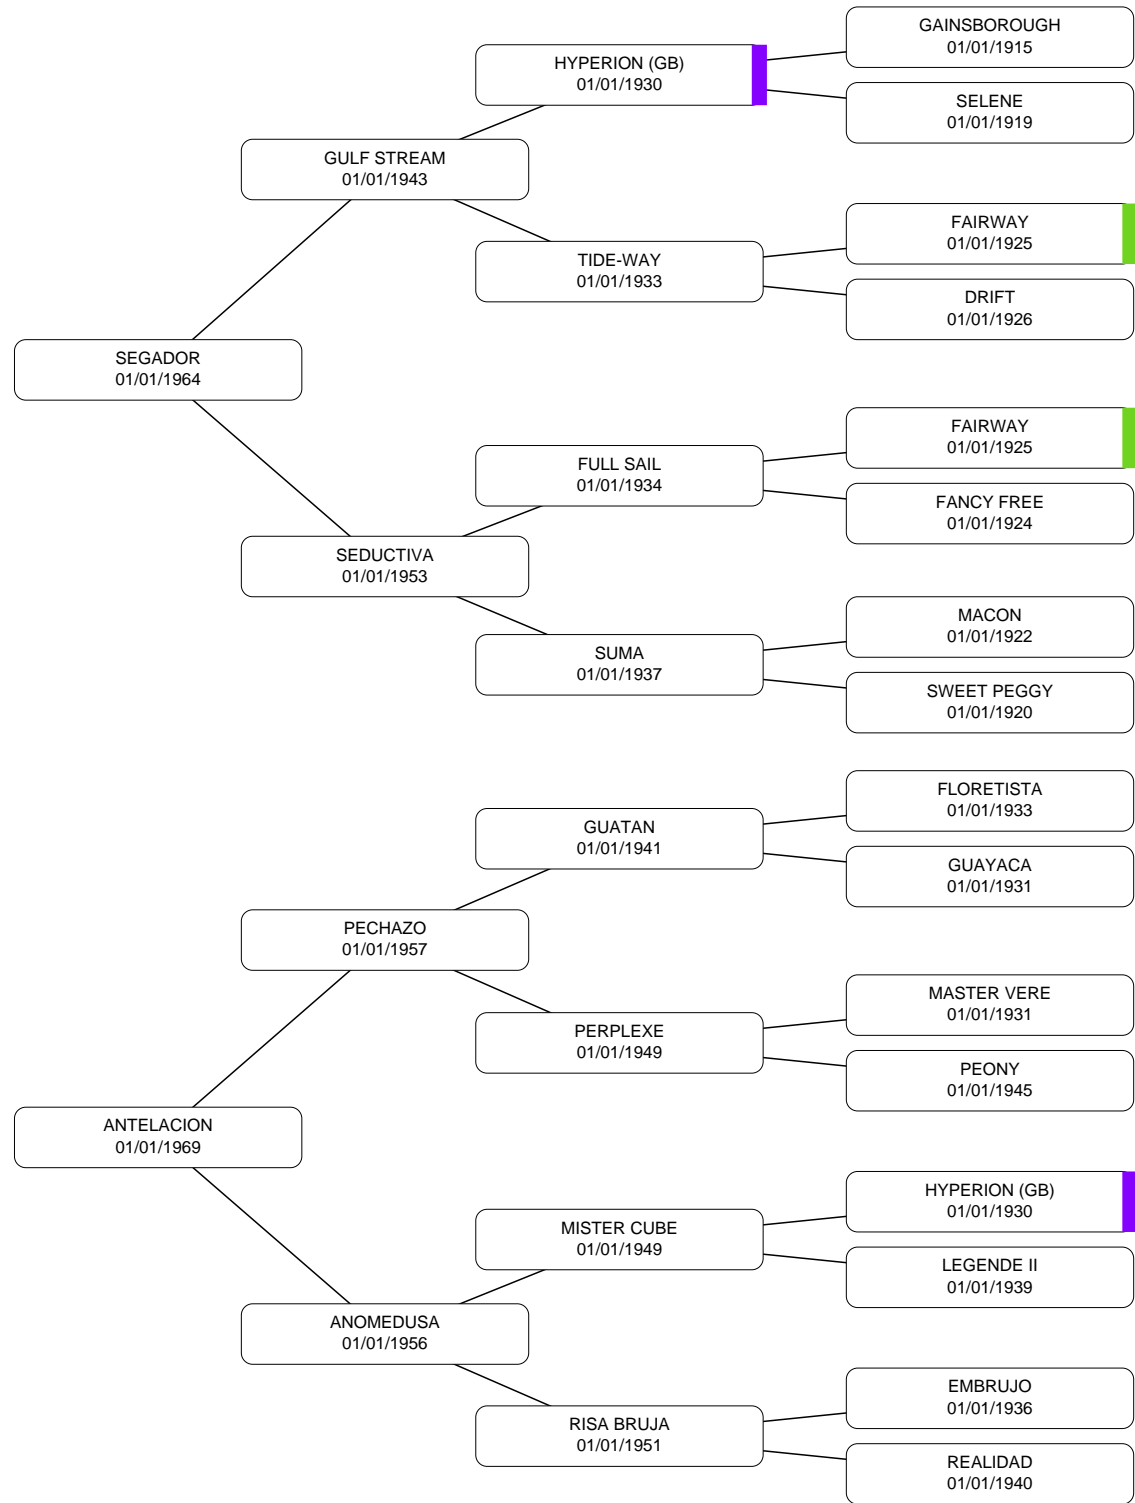 GAINSBOROUGH
01/01/1915
HYPERION (GB)
01/01/1930
SELENE
01/01/1919
GULF STREAM
01/01/1943
FAIRWAY
01/01/1925
TIDE-WAY
01/01/1933
DRIFT
01/01/1926
SEGADOR
01/01/1964
FAIRWAY
01/01/1925
FULL SAIL
01/01/1934
FANCY FREE
01/01/1924
SEDUCTIVA
01/01/1953
MACON
01/01/1922
SUMA
01/01/1937
SWEET PEGGY
01/01/1920
FLORETISTA
01/01/1933
GUATAN
01/01/1941
GUAYACA
01/01/1931
PECHAZO
01/01/1957
MASTER VERE
01/01/1931
PERPLEXE
01/01/1949
PEONY
01/01/1945
ANTELACION
01/01/1969
HYPERION (GB)
01/01/1930
MISTER CUBE
01/01/1949
LEGENDE II
01/01/1939
ANOMEDUSA
01/01/1956
EMBRUJO
01/01/1936
RISA BRUJA
01/01/1951
REALIDAD
01/01/1940